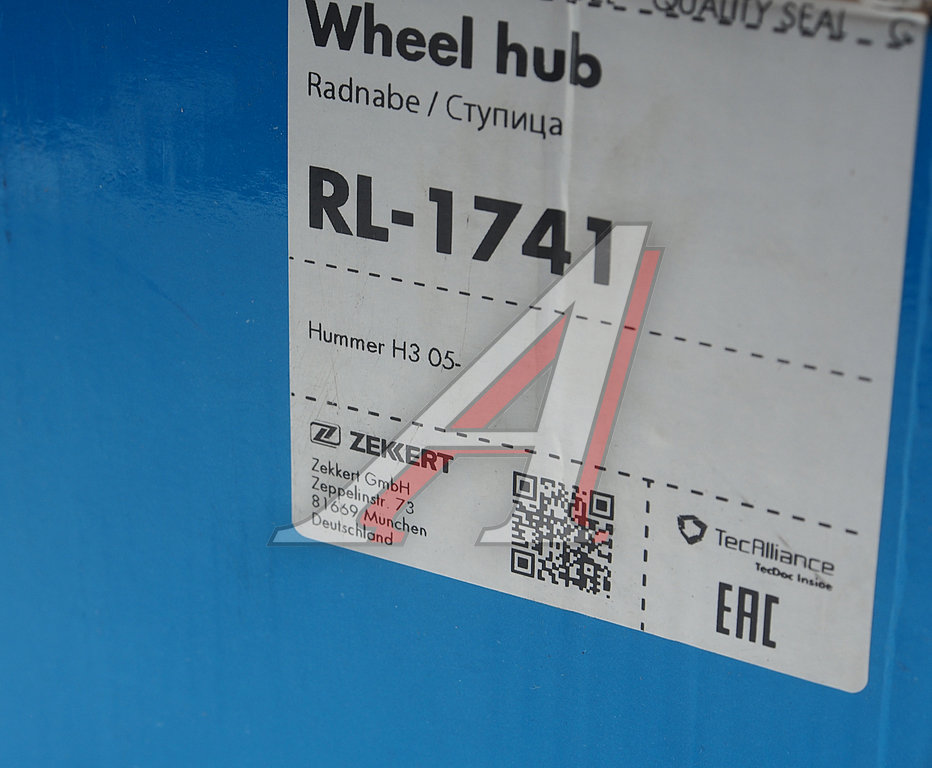 QUALITY SEAL
Wheel hub
Radnabe / Ступица
RL-1741
Hummer H3 05-
ZEKKERT
Zekkert GmbH
Zeppelinstr. 73
81669 Munchen
Deutschland
TecAlliance
TecDoc Inside
EAC